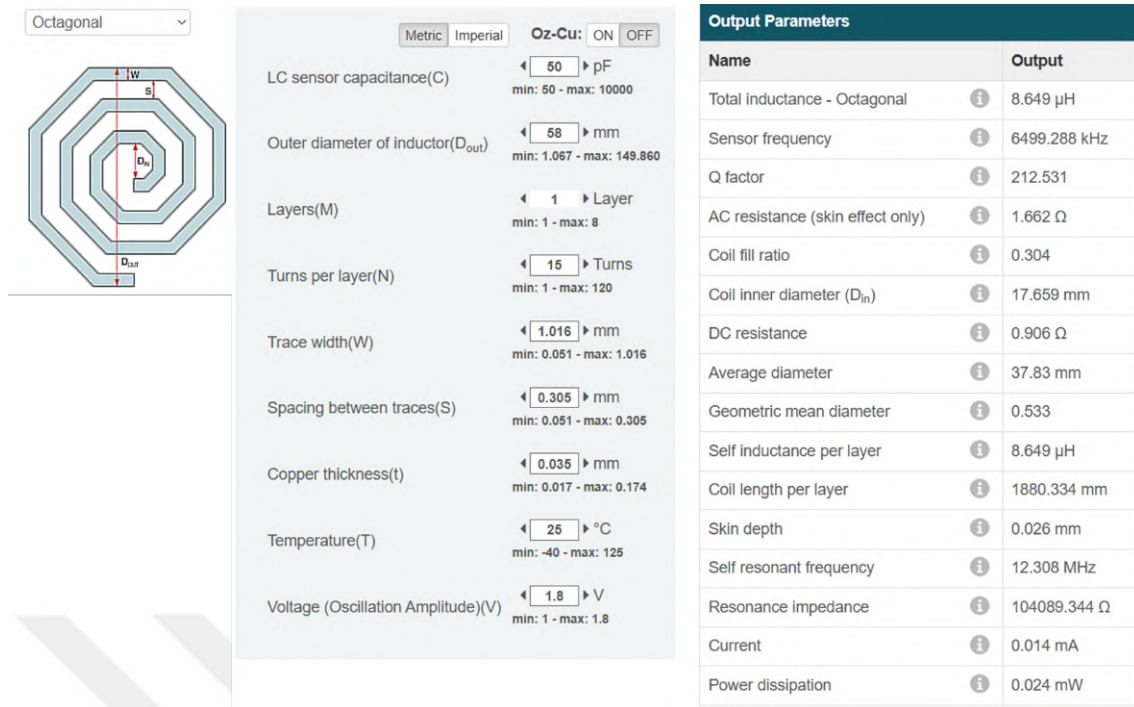 Octagonal
W
S
D_IN
D_OUT
Metric Imperial Oz-Cu: ON OFF
LC sensor capacitance(C) 50 pF
min: 50 - max: 10000
Outer diameter of inductor(D_out) 58 mm
min: 1.067 - max: 149.860
Layers(M) 1 Layer
min: 1 - max: 8
Turns per layer(N) 15 Turns
min: 1 - max: 120
Trace width(W) 1.016 mm
min: 0.051 - max: 1.016
Spacing between traces(S) 0.305 mm
min: 0.051 - max: 0.305
Copper thickness(t) 0.035 mm
min: 0.017 - max: 0.174
Temperature(T) 25 °C
min: -40 - max: 125
Voltage (Oscillation Amplitude)(V) 1.8 V
min: 1 - max: 1.8
Output Parameters
Name Output
Total inductance - Octagonal 8.649 µH
Sensor frequency 6499.288 kHz
Q factor 212.531
AC resistance (skin effect only) 1.662 Ω
Coil fill ratio 0.304
Coil inner diameter (D_in) 17.659 mm
DC resistance 0.906 Ω
Average diameter 37.83 mm
Geometric mean diameter 0.533
Self inductance per layer 8.649 µH
Coil length per layer 1880.334 mm
Skin depth 0.026 mm
Self resonant frequency 12.308 MHz
Resonance impedance 104089.344 Ω
Current 0.014 mA
Power dissipation 0.024 mW